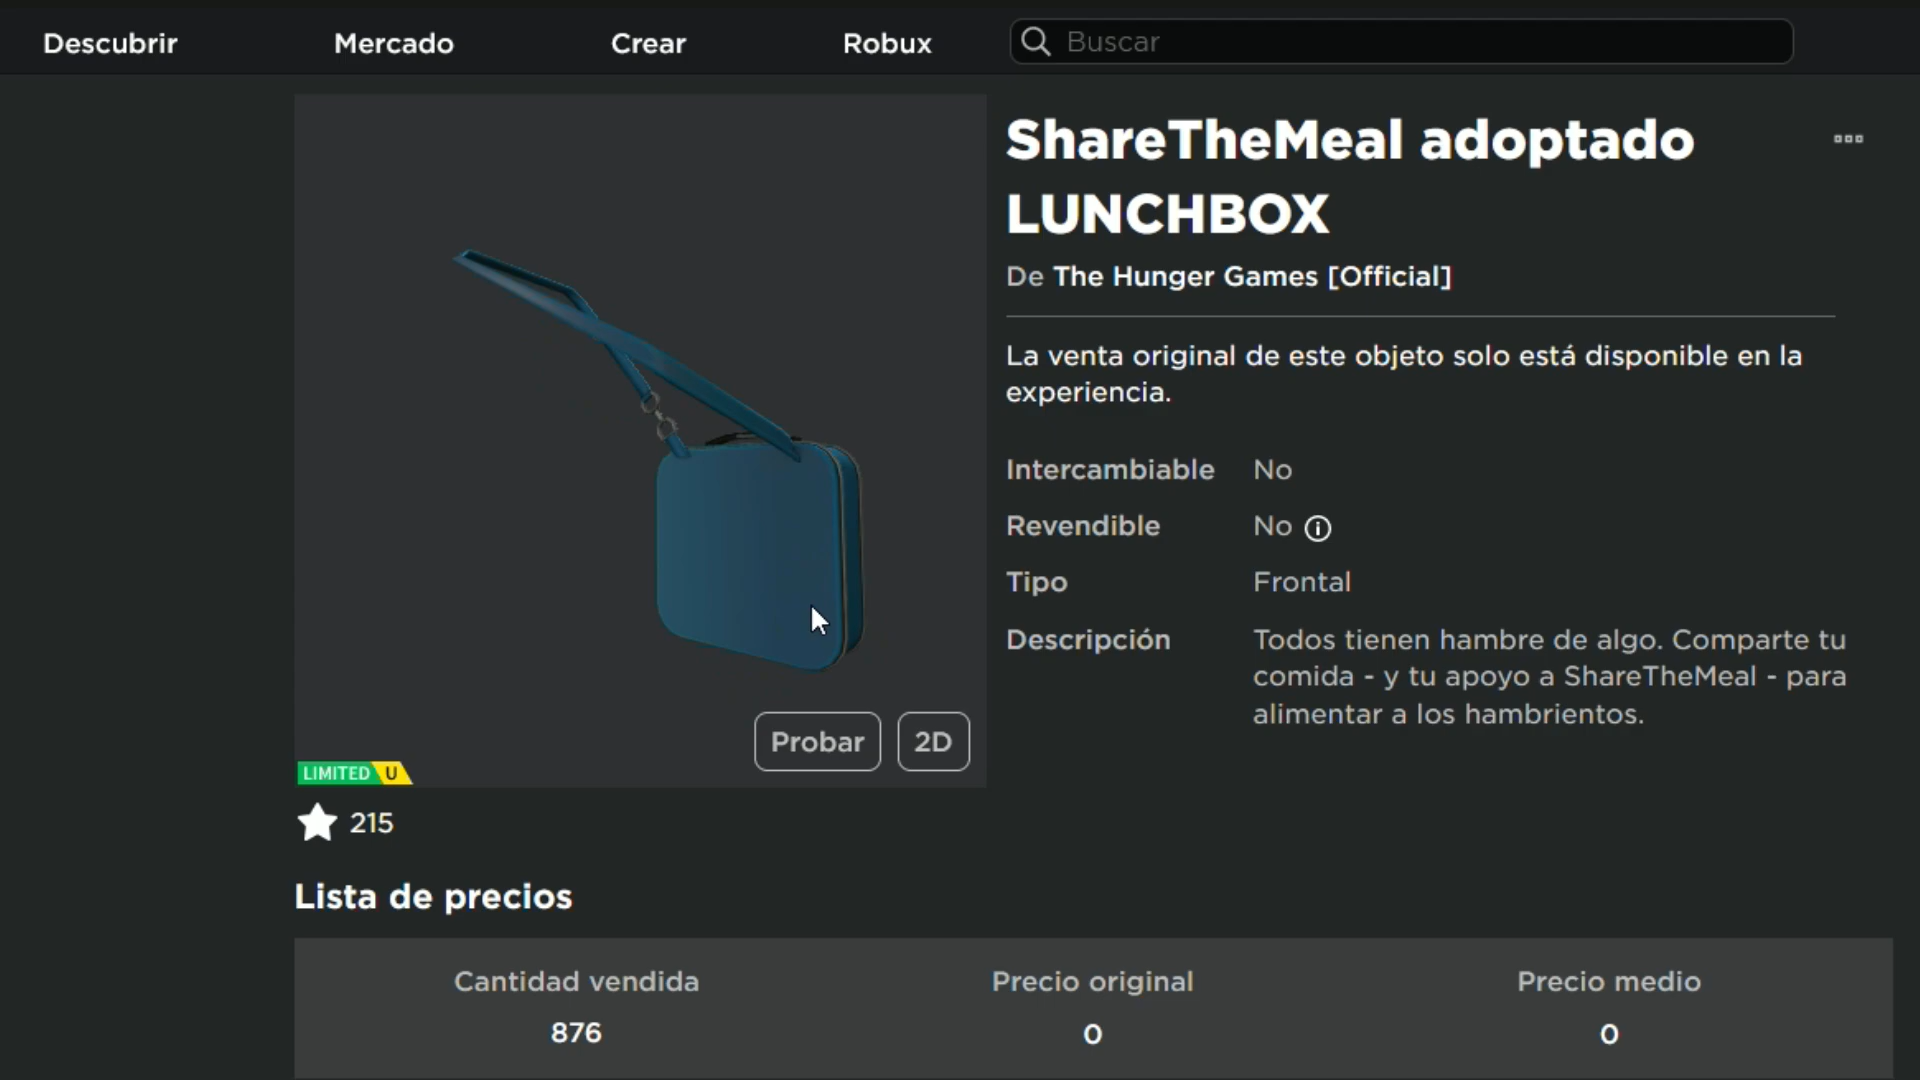 Descubrir
Mercado
Crear
Robux
Buscar
ShareTheMeal adoptado
LUNCHBOX
De The Hunger Games [Official]
La venta original de este objeto solo está disponible en la
experiencia.
Intercambiable No
Revendible No
Tipo Frontal
Descripción Todos tienen hambre de algo. Comparte tu
comida - y tu apoyo a ShareTheMeal - para
alimentar a los hambrientos.
Probar
2D
LIMITED U
215
Lista de precios
Cantidad vendida
876
Precio original
0
Precio medio
0